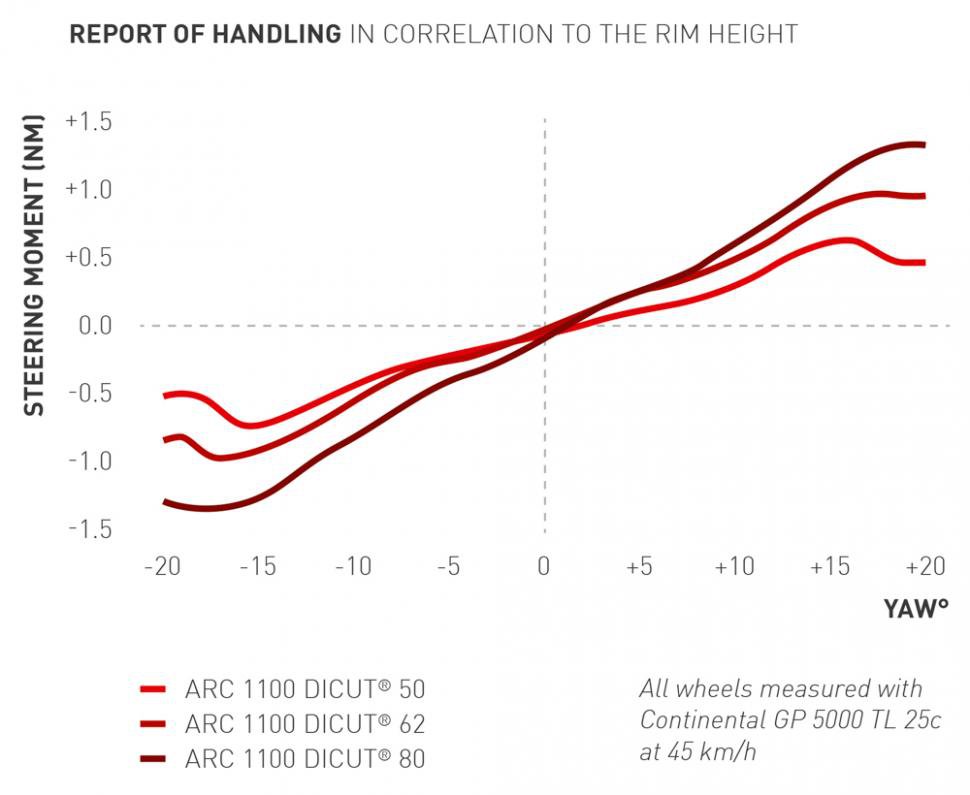 REPORT OF HANDLING IN CORRELATION TO THE RIM HEIGHT
STEERING MOMENT (NM)
+1.5
+1.0
+0.5
0.0
-0.5
-1.0
-1.5
-20 -15 -10 -5 0 +5 +10 +15 +20
YAW°
ARC 1100 DICUT® 50
ARC 1100 DICUT® 62
ARC 1100 DICUT® 80
All wheels measured with
Continental GP 5000 TL 25c
at 45 km/h